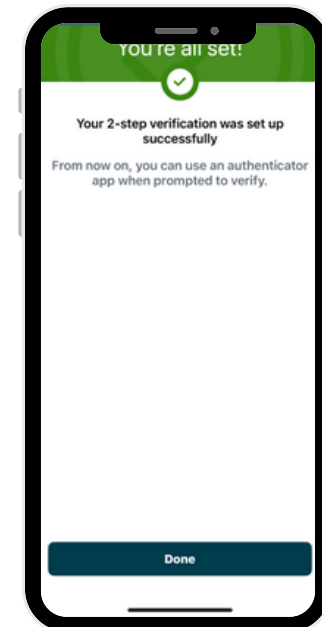 You're all set!
Your 2-step verification was set up
successfully
From now on, you can use an authenticator
app when prompted to verify.
Done